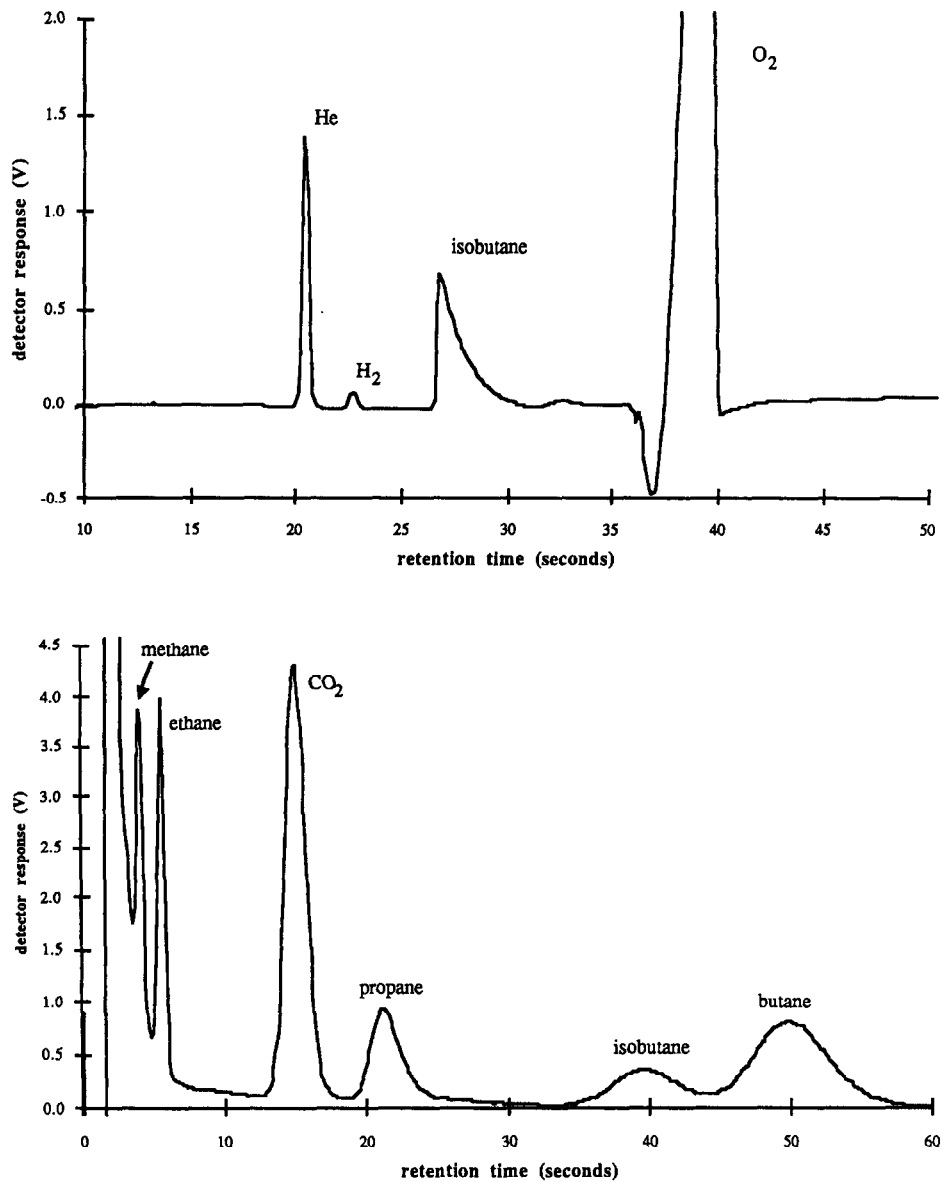 2.0
O2
1.5
He
1.0
isobutane
0.5
H2
0.0
-0.5
10 15 20 25 30 35 40 45 50
retention time (seconds)
detector response (V)
4.5
methane
4.0
CO2
ethane
3.5
3.0
2.5
2.0
1.5
1.0
propane
butane
isobutane
0.5
0.0
0 10 20 30 40 50 60
retention time (seconds)
detector response (V)